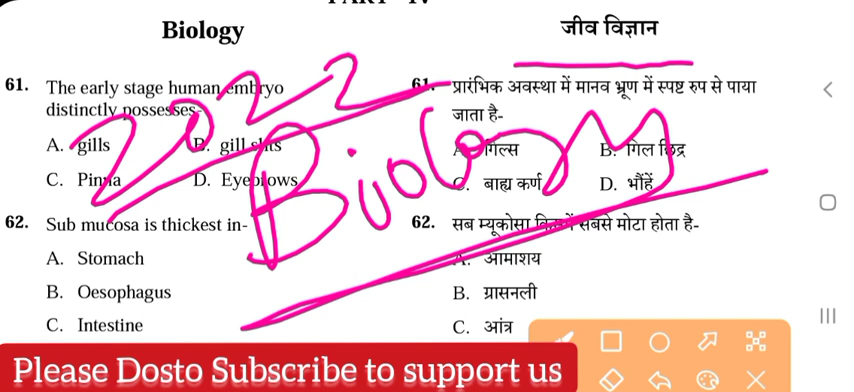 Biology
जीव विज्ञान
61. The early stage human embryo
distinctly possesses-
A. gills B. gill slits
C. Pinna D. Eyebrows
61. प्रारंभिक अवस्था में मानव भ्रूण में स्पष्ट रुप से पाया
जाता है-
A. गिल्स B. गिल छिद्र
C. बाह्य कर्ण D. भौंहें
62. Sub mucosa is thickest in-
A. Stomach
B. Oesophagus
C. Intestine
62. सब म्यूकोसा किसमें सबसे मोटा होता है-
A. आमाशय
B. ग्रासनली
C. आंत्र
2022
Biology
Please Dosto Subscribe to support us